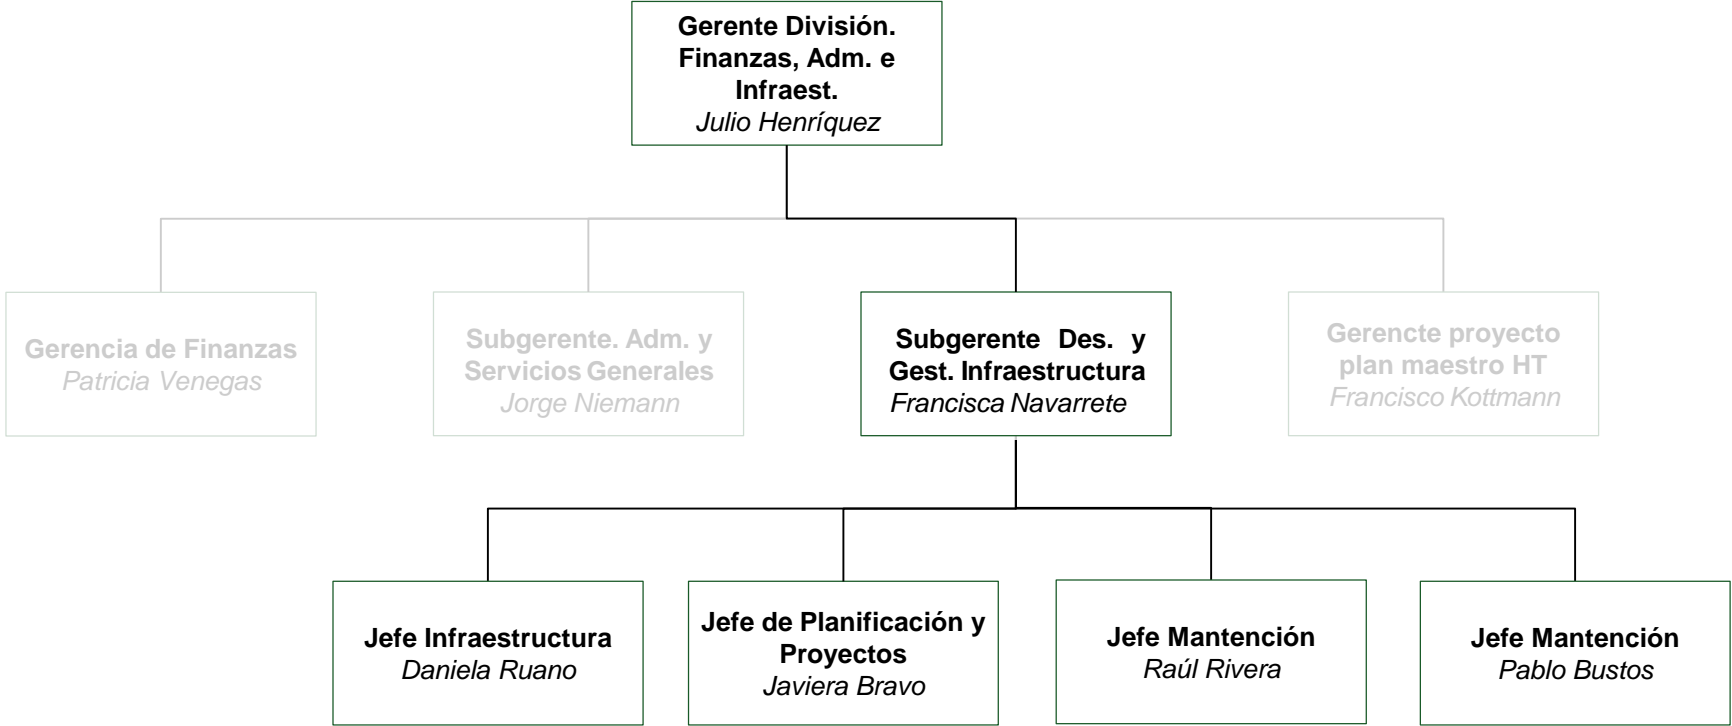 Gerente División.
Finanzas, Adm. e
Infraest.
Julio Henríquez
Gerencia de Finanzas
Patricia Venegas
Subgerente. Adm. y
Servicios Generales
Jorge Niemann
Subgerente Des. y
Gest. Infraestructura
Francisca Navarrete
Gerencte proyecto
plan maestro HT
Francisco Kottmann
Jefe Infraestructura
Daniela Ruano
Jefe de Planificación y
Proyectos
Javiera Bravo
Jefe Mantención
Raúl Rivera
Jefe Mantención
Pablo Bustos